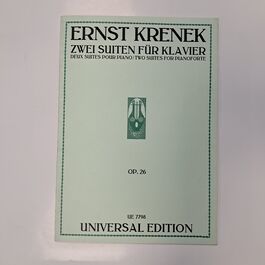 ERNST KRENEK
ZWEI SUITEN FÜR KLAVIER
DEUX SUITES POUR PIANO/TWO SUITES FOR PIANOFORTE
OP. 26
U.E 7798
UNIVERSAL EDITION